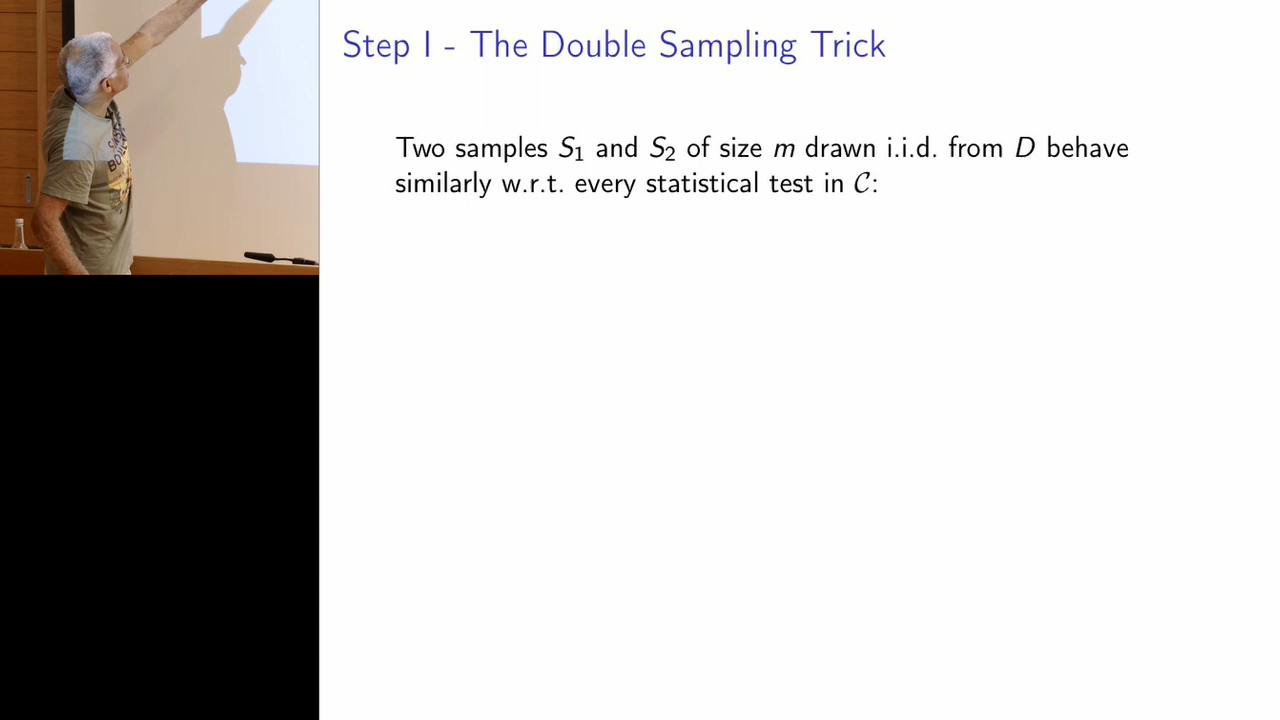 Step I - The Double Sampling Trick
Two samples S₁ and S₂ of size m drawn i.i.d. from D behave
similarly w.r.t. every statistical test in 𝒞: